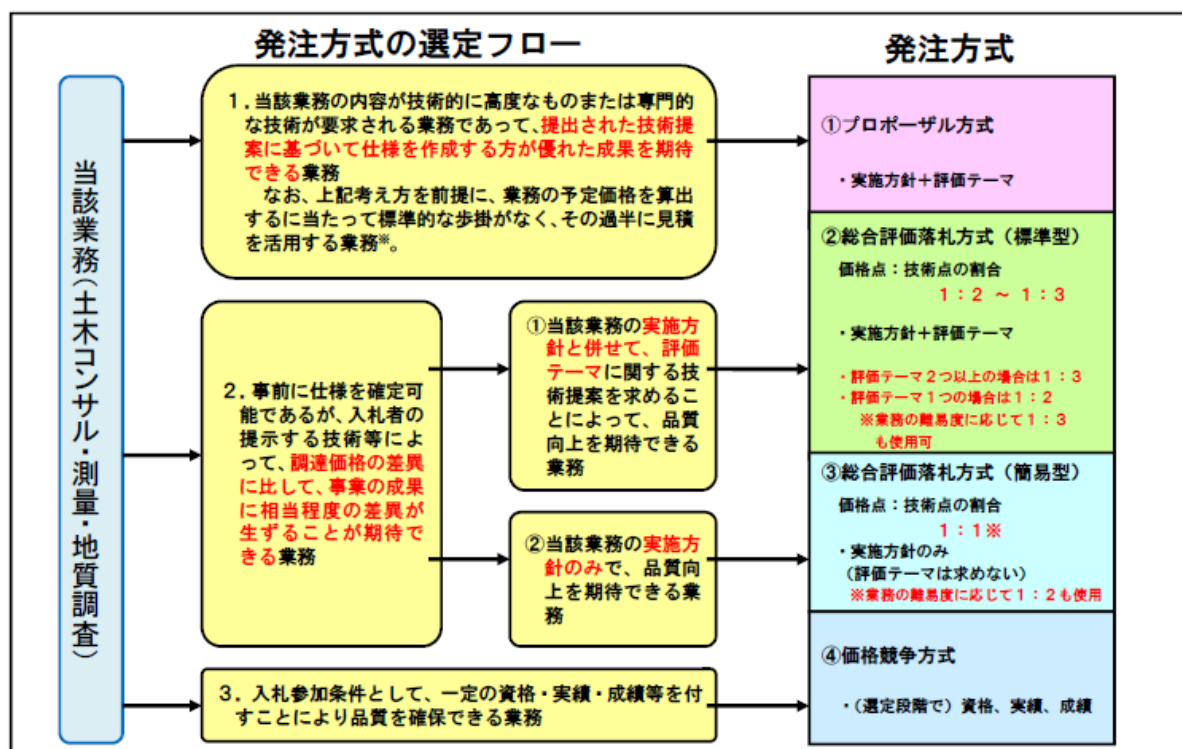 発注方式の選定フロー
発注方式
当該業務(土木コンサル・測量・地質調査)
1.当該業務の内容が技術的に高度なものまたは専門的
な技術が要求される業務であって、提出された技術提
案に基づいて仕様を作成する方が優れた成果を期待
できる業務
なお、上記考え方を前提に、業務の予定価格を算出
するに当たって標準的な歩掛がなく、その過半に見積
を活用する業務※。
2.事前に仕様を確定可
能であるが、入札者の
提示する技術等によ
って、調達価格の差異
に比して、事業の成果
に相当程度の差異が
生ずることが期待で
きる業務
①当該業務の実施方
針と併せて、評価
テーマに関する技
術提案を求めるこ
とによって、品質
向上を期待できる
業務
②当該業務の実施方
針のみで、品質向
上を期待できる業
務
3.入札参加条件として、一定の資格・実績・成績等を付
すことにより品質を確保できる業務
①プロポーザル方式
・実施方針+評価テーマ
②総合評価落札方式(標準型)
価格点:技術点の割合
1:2 ~ 1:3
・実施方針+評価テーマ
・評価テーマ2つ以上の場合は1:3
・評価テーマ1つの場合は1:2
※業務の難易度に応じて1:3
も使用可
③総合評価落札方式(簡易型)
価格点:技術点の割合
1:1※
・実施方針のみ
(評価テーマは求めない)
※業務の難易度に応じて1:2も使用
④価格競争方式
・(選定段階で)資格、実績、成績